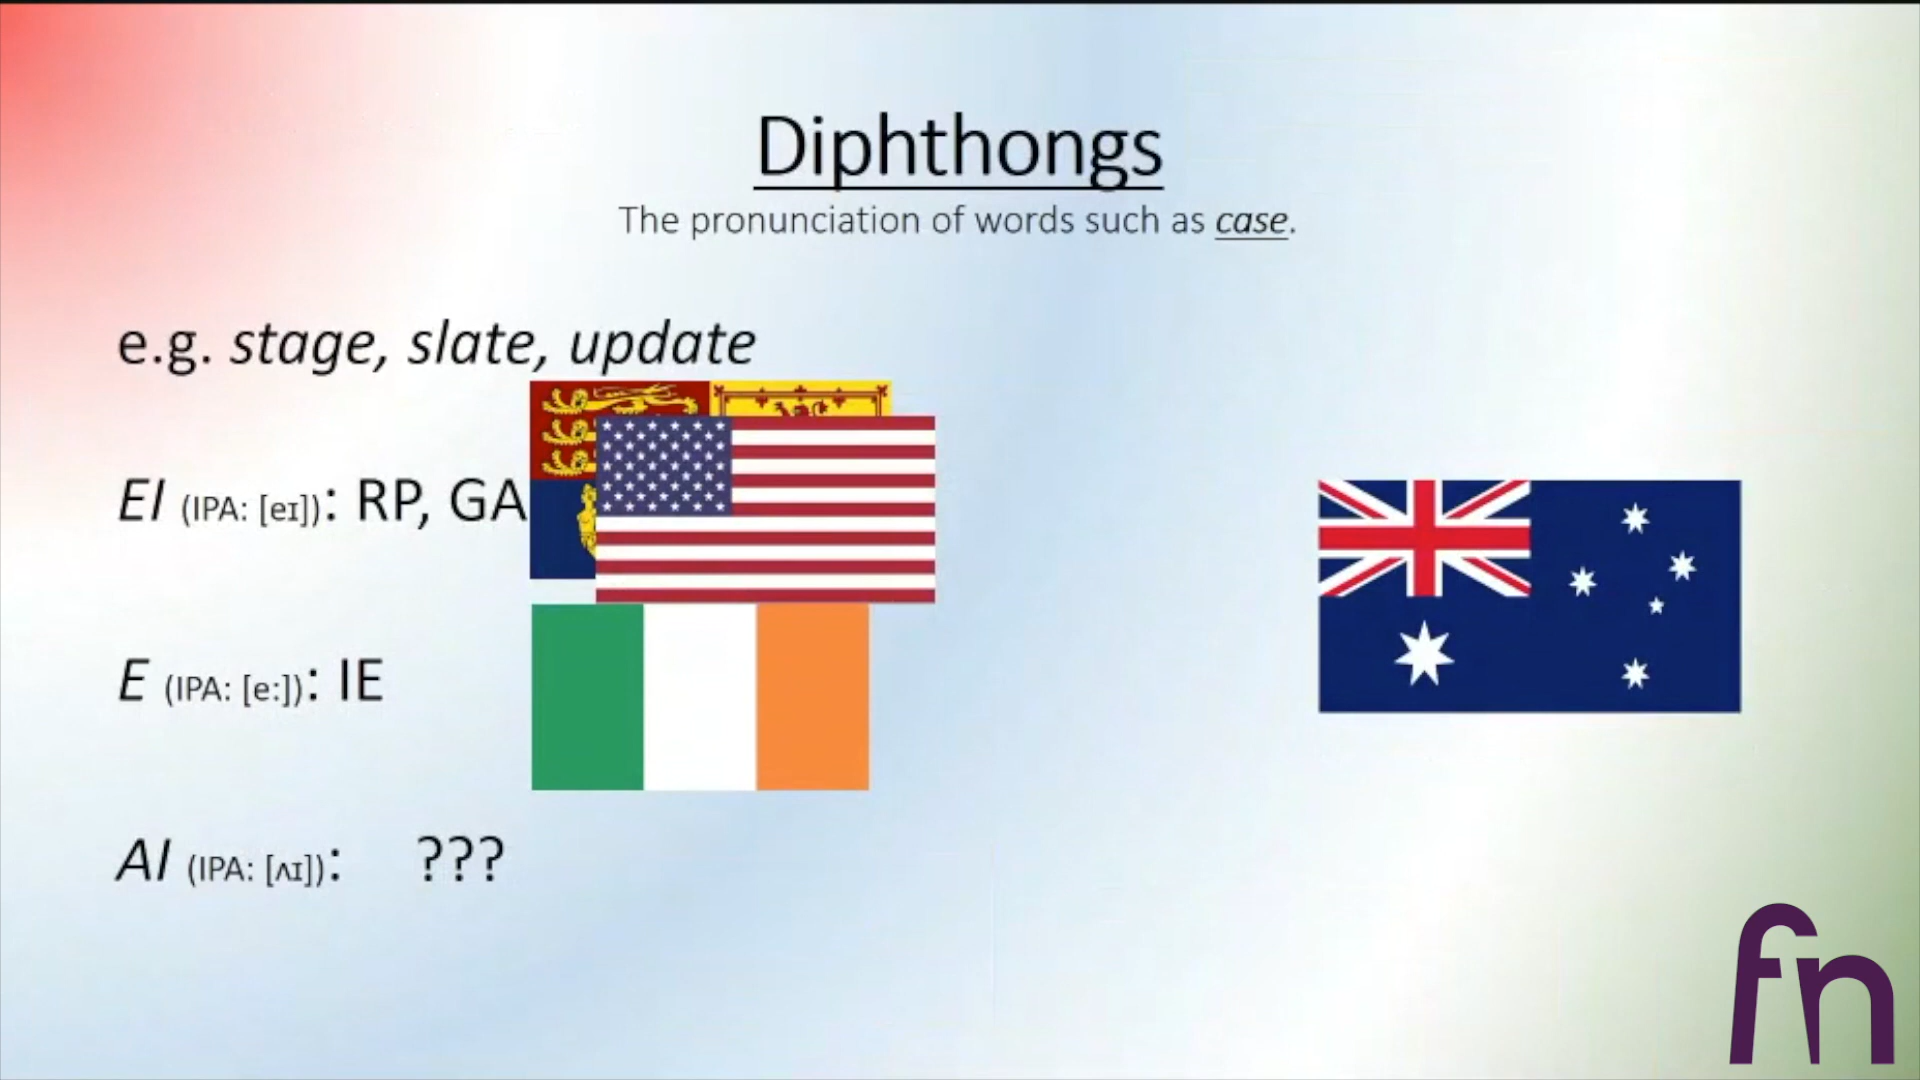 Diphthongs
The pronunciation of words such as case.
e.g. stage, slate, update
EI (IPA: [eɪ]): RP, GA
E (IPA: [e:]): IE
AI (IPA: [ʌɪ]): ???
fn